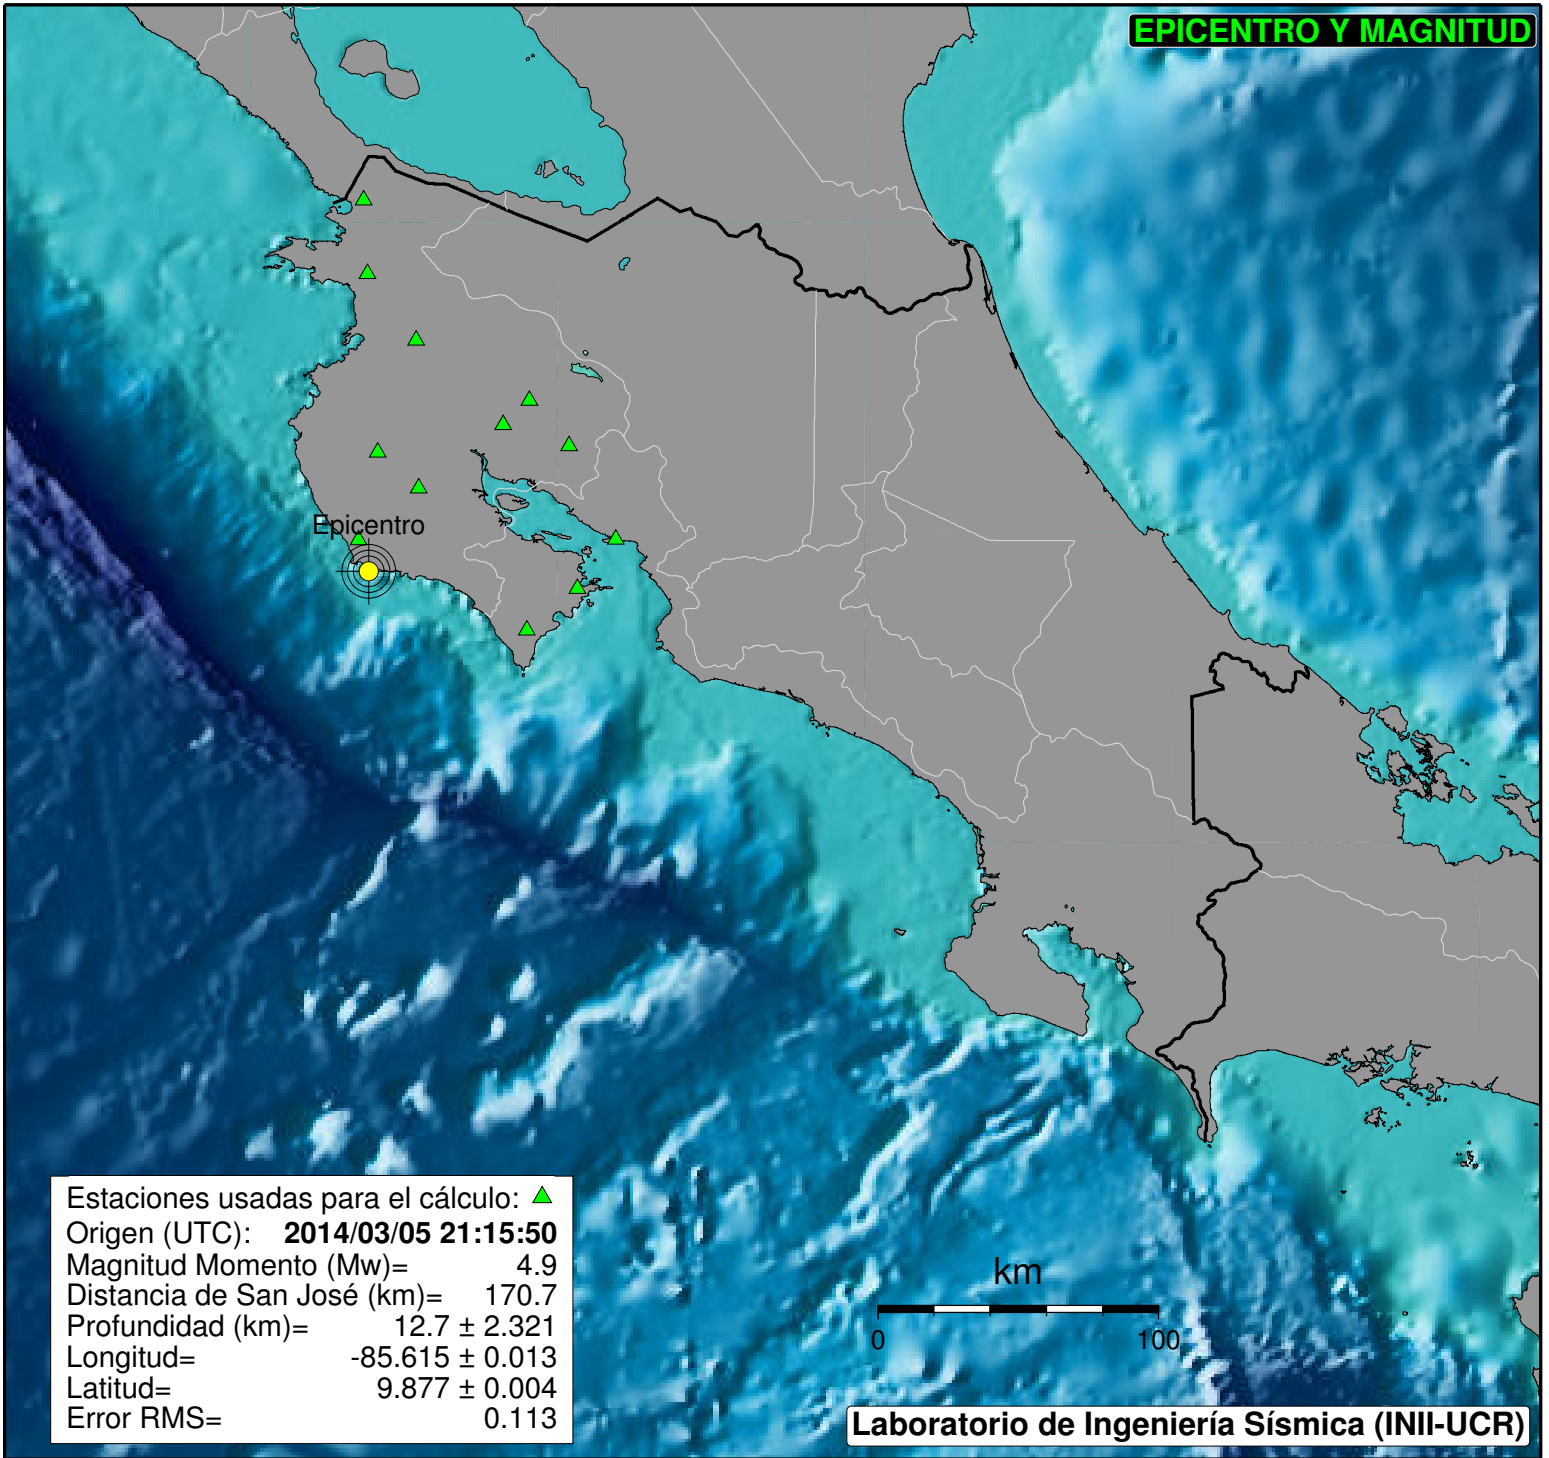 EPICENTRO Y MAGNITUD
Epicentro
Estaciones usadas para el cálculo:
Origen (UTC): 2014/03/05 21:15:50
Magnitud Momento (Mw)= 4.9
Distancia de San José (km)= 170.7
Profundidad (km)= 12.7 ± 2.321
Longitud= -85.615 ± 0.013
Latitud= 9.877 ± 0.004
Error RMS= 0.113
km
0 100
Laboratorio de Ingeniería Sísmica (INII-UCR)